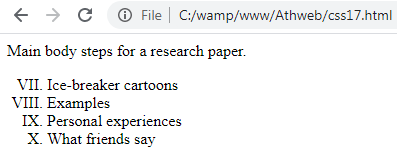 File C:/wamp/www/Athweb/css17.html
Main body steps for a research paper.
VII. Ice-breaker cartoons
VIII. Examples
IX. Personal experiences
X. What friends say